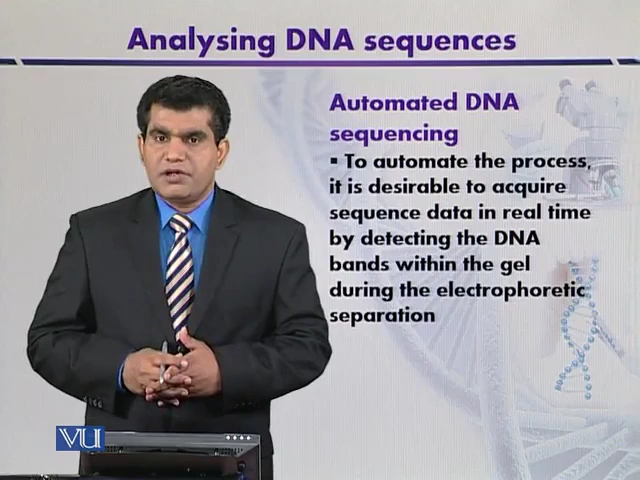 Analysing DNA sequences
Automated DNA
sequencing
▪ To automate the process,
it is desirable to acquire
sequence data in real time
by detecting the DNA
bands within the gel
during the electrophoretic
separation
VU